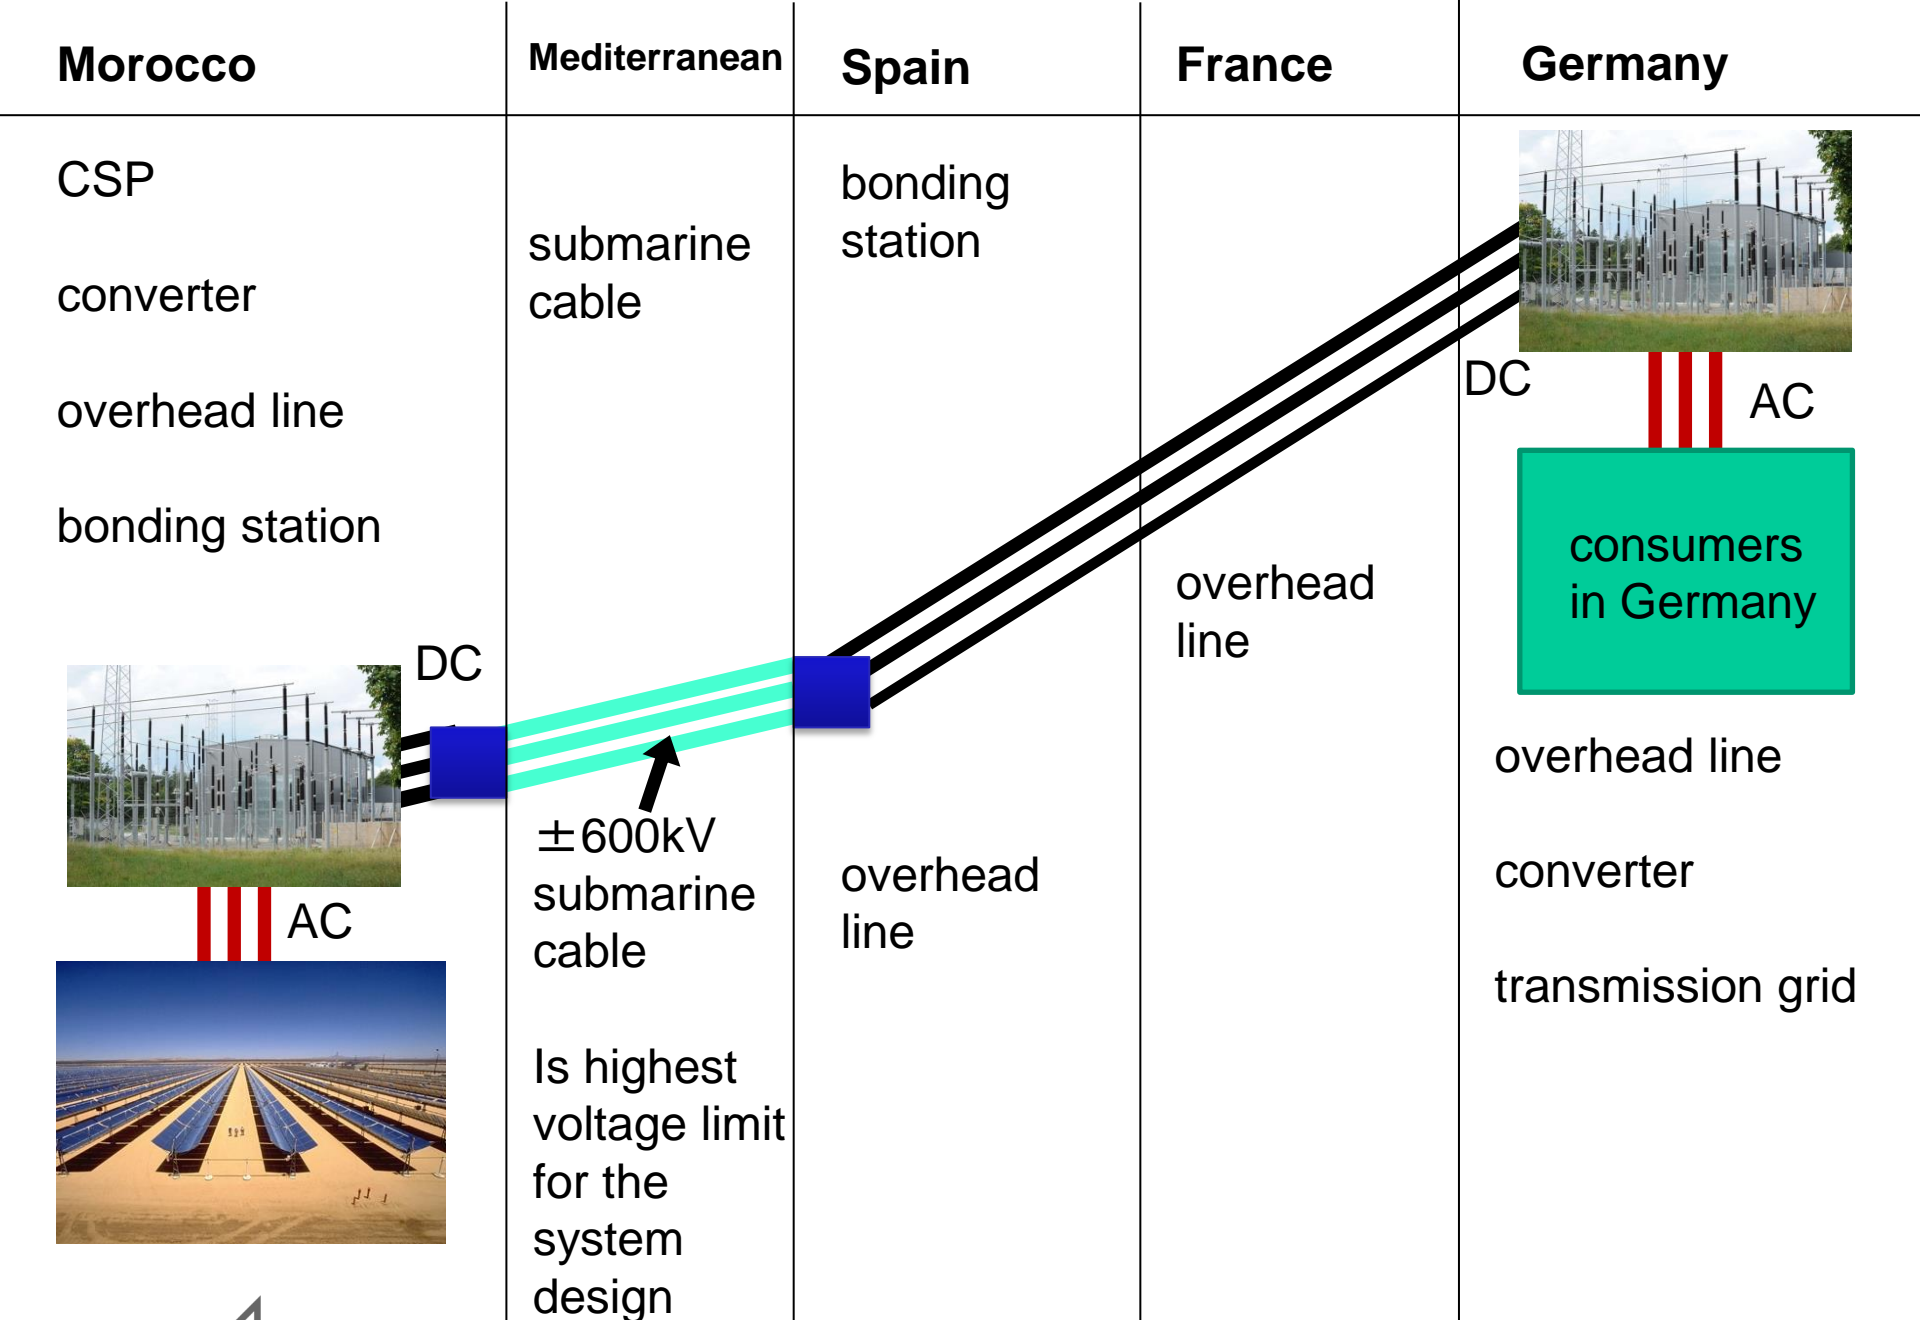 Morocco
Mediterranean
Spain
France
Germany
CSP
converter
overhead line
bonding station
DC
AC
submarine
cable
±600kV
submarine
cable
Is highest
voltage limit
for the
system
design
bonding
station
overhead
line
overhead
line
DC
AC
consumers
in Germany
overhead line
converter
transmission grid